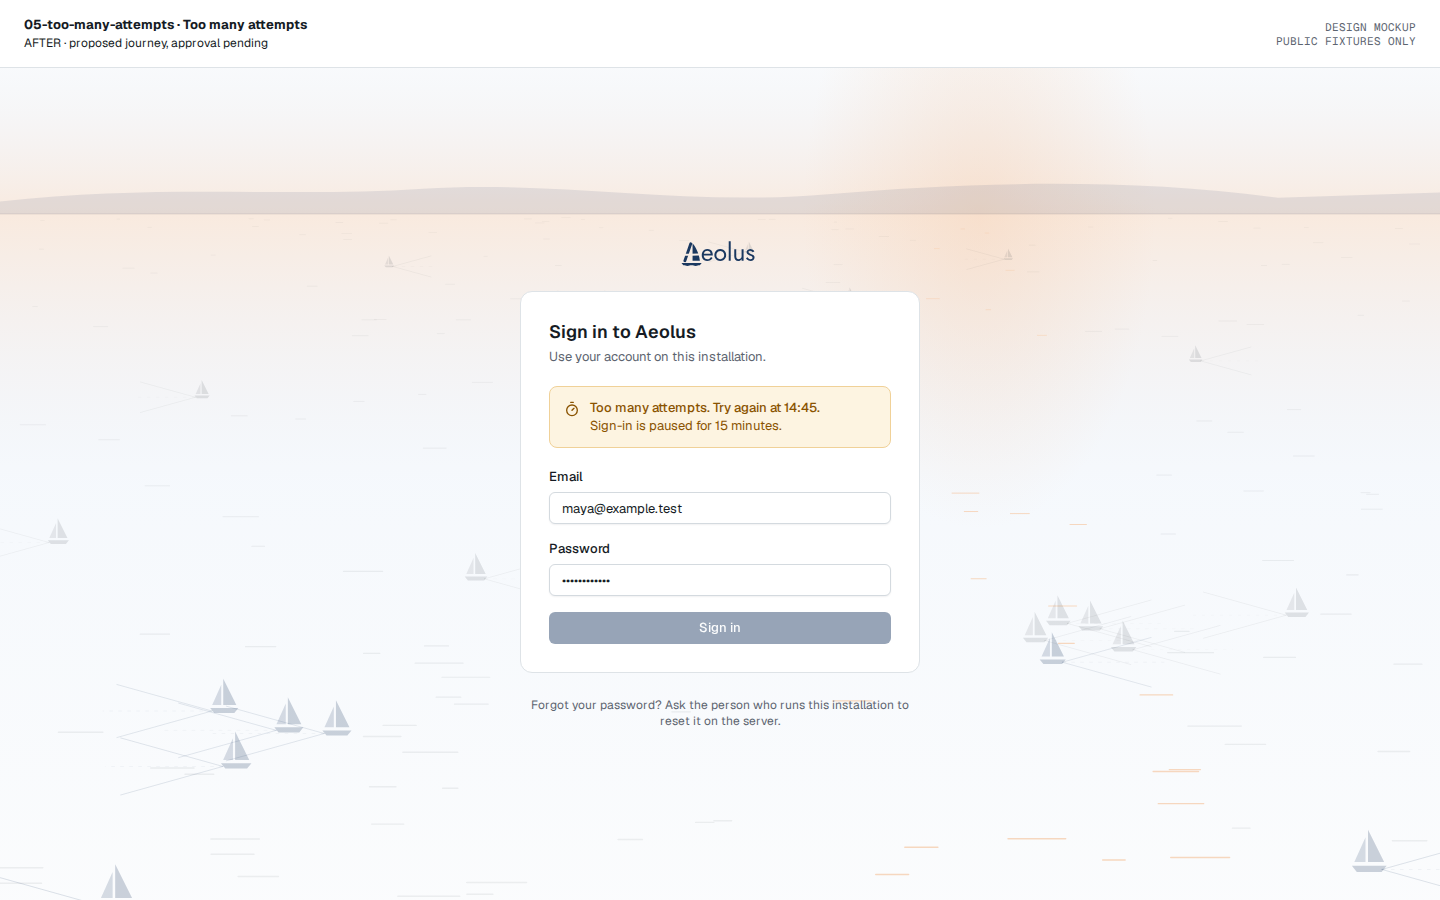 05-too-many-attempts · Too many attempts
AFTER · proposed journey, approval pending
DESIGN MOCKUP
PUBLIC FIXTURES ONLY
Aeolus
Sign in to Aeolus
Use your account on this installation.
Too many attempts. Try again at 14:45.
Sign-in is paused for 15 minutes.
Email
maya@example.test
Password
••••••••••••
Sign in
Forgot your password? Ask the person who runs this installation to
reset it on the server.